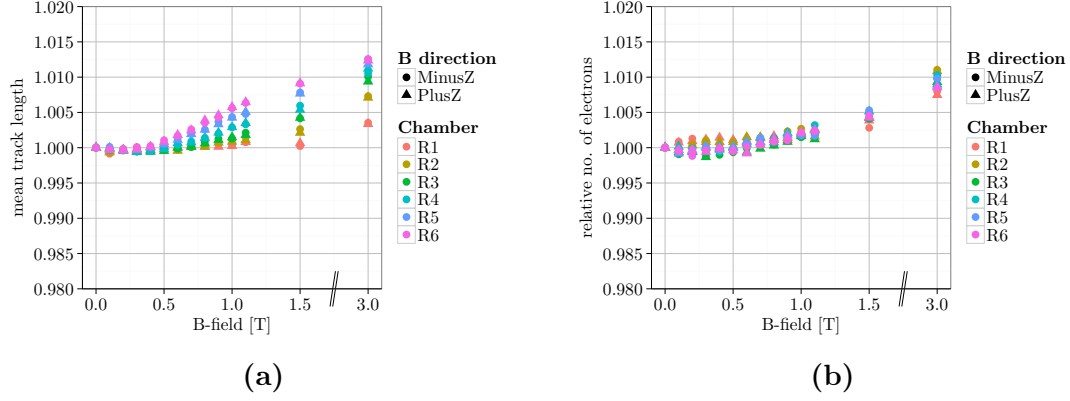 1.020
1.015
1.010
1.005
1.000
0.995
0.990
0.985
0.980
mean track length
0.0
0.5
1.0
1.5
3.0
B-field [T]
B direction
MinusZ
PlusZ
Chamber
R1
R2
R3
R4
R5
R6
(a)
1.020
1.015
1.010
1.005
1.000
0.995
0.990
0.985
0.980
relative no. of electrons
0.0
0.5
1.0
1.5
3.0
B-field [T]
B direction
MinusZ
PlusZ
Chamber
R1
R2
R3
R4
R5
R6
(b)